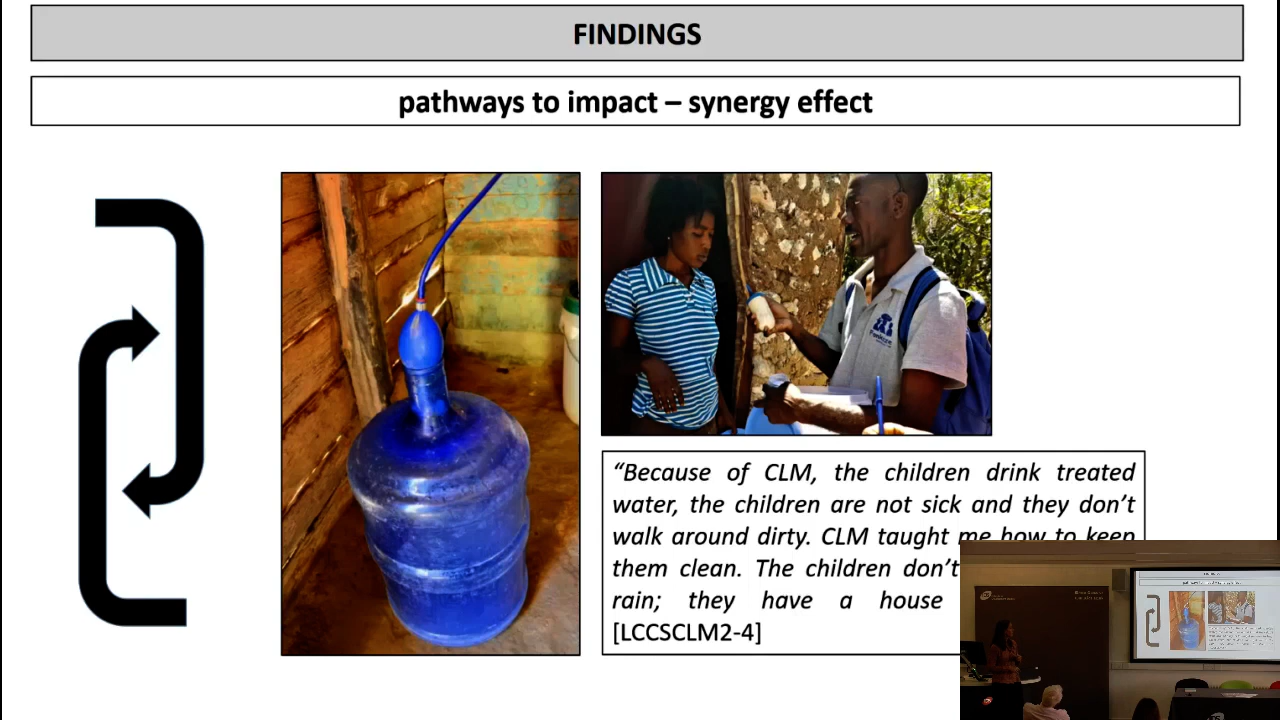 FINDINGS
pathways to impact – synergy effect
“Because of CLM, the children drink treated
water, the children are not sick and they don’t
walk around dirty. CLM taught me how to keep
them clean. The children don’t
rain; they have a house
[LCCSCLM2-4]